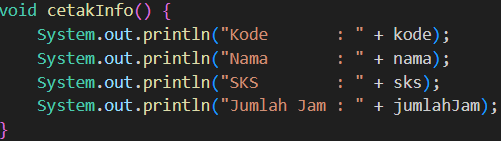 void cetakInfo() {
    System.out.println("Kode       : " + kode);
    System.out.println("Nama       : " + nama);
    System.out.println("SKS        : " + sks);
    System.out.println("Jumlah Jam : " + jumlahJam);
}